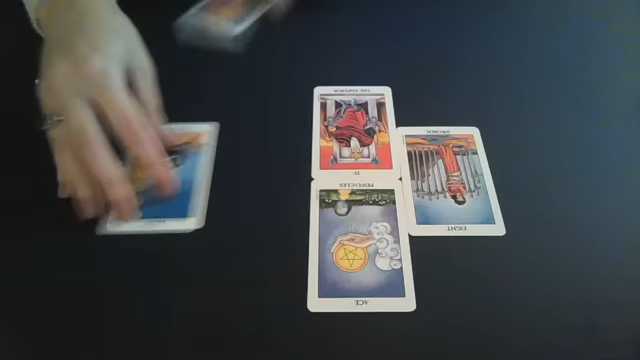 THE EMPEROR
IV
SWORDS
EIGHT
PENTACLES
ACE